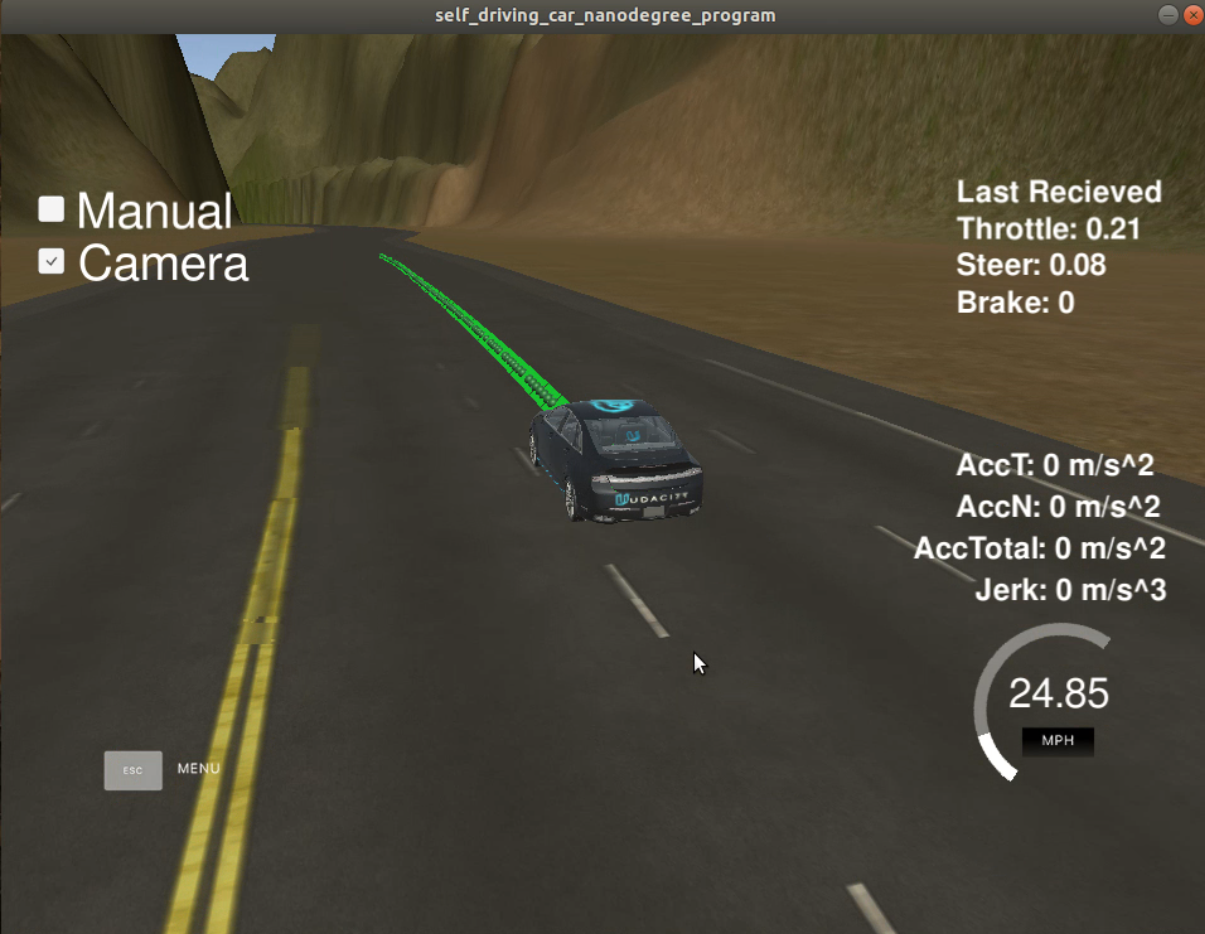 self_driving_car_nanodegree_program
Manual
Camera
Last Recieved
Throttle: 0.21
Steer: 0.08
Brake: 0
UDACITY
AccT: 0 m/s^2
AccN: 0 m/s^2
AccTotal: 0 m/s^2
Jerk: 0 m/s^3
24.85
MPH
ESC MENU